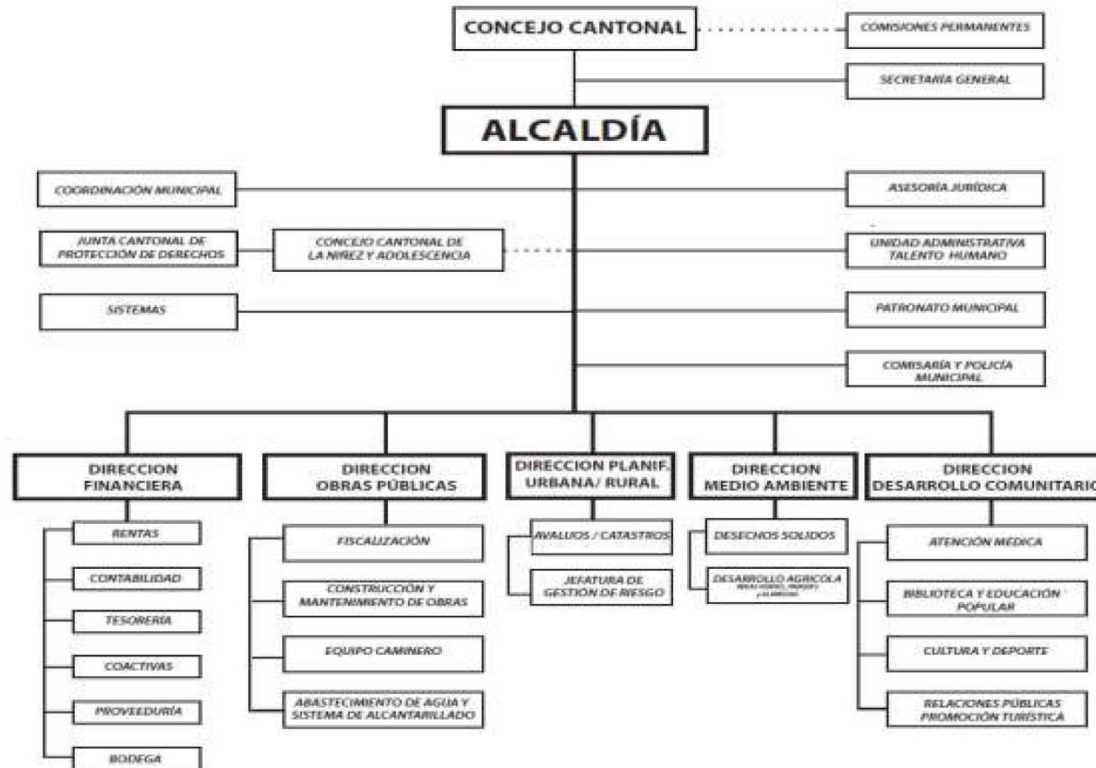 CONCEJO CANTONAL
COMISIONES PERMANENTES
SECRETARÍA GENERAL
ALCALDÍA
COORDINACIÓN MUNICIPAL
ASESORÍA JURÍDICA
JUNTA CANTONAL DE
PROTECCIÓN DE DERECHOS
CONCEJO CANTONAL DE
LA NIÑEZ Y ADOLESCENCIA
UNIDAD ADMINISTRATIVA
TALENTO HUMANO
SISTEMAS
PATRONATO MUNICIPAL
COMISARÍA Y POLICÍA
MUNICIPAL
DIRECCION
FINANCIERA
RENTAS
CONTABILIDAD
TESORERÍA
COACTIVAS
PROVEEDURÍA
BODEGA
DIRECCION
OBRAS PÚBLICAS
FISCALIZACIÓN
CONSTRUCCIÓN Y
MANTENIMIENTO DE OBRAS
EQUIPO CAMINERO
ABASTECIMIENTO DE AGUA Y
SISTEMA DE ALCANTARILLADO
DIRECCION PLANIF.
URBANA/ RURAL
AVALUOS / CATASTROS
JEFATURA DE
GESTIÓN DE RIESGO
DIRECCION
MEDIO AMBIENTE
DESECHOS SOLIDOS
DESARROLLO AGRICOLA
DIRECCION
DESARROLLO COMUNITARIO
ATENCIÓN MÉDICA
BIBLIOTECA Y EDUCACIÓN
POPULAR
CULTURA Y DEPORTE
RELACIONES PÚBLICAS
PROMOCIÓN TURÍSTICA